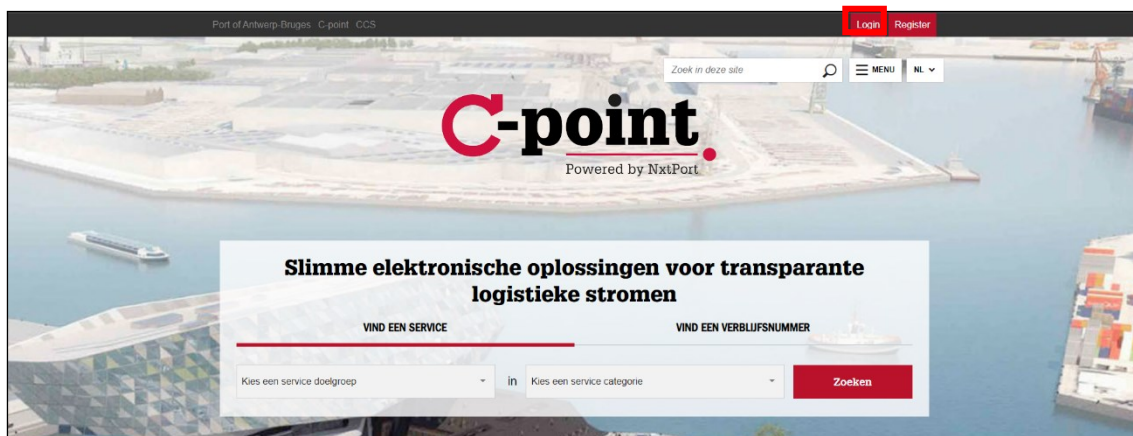 Port of Antwerp-Bruges C-point CCS
Login Register
Zoek in deze site
MENU
NL
C-point.
Powered by NxtPort
Slimme elektronische oplossingen voor transparante
logistieke stromen
VIND EEN SERVICE
VIND EEN VERBLIJFSNUMMER
Kies een service doelgroep
in
Kies een service categorie
Zoeken